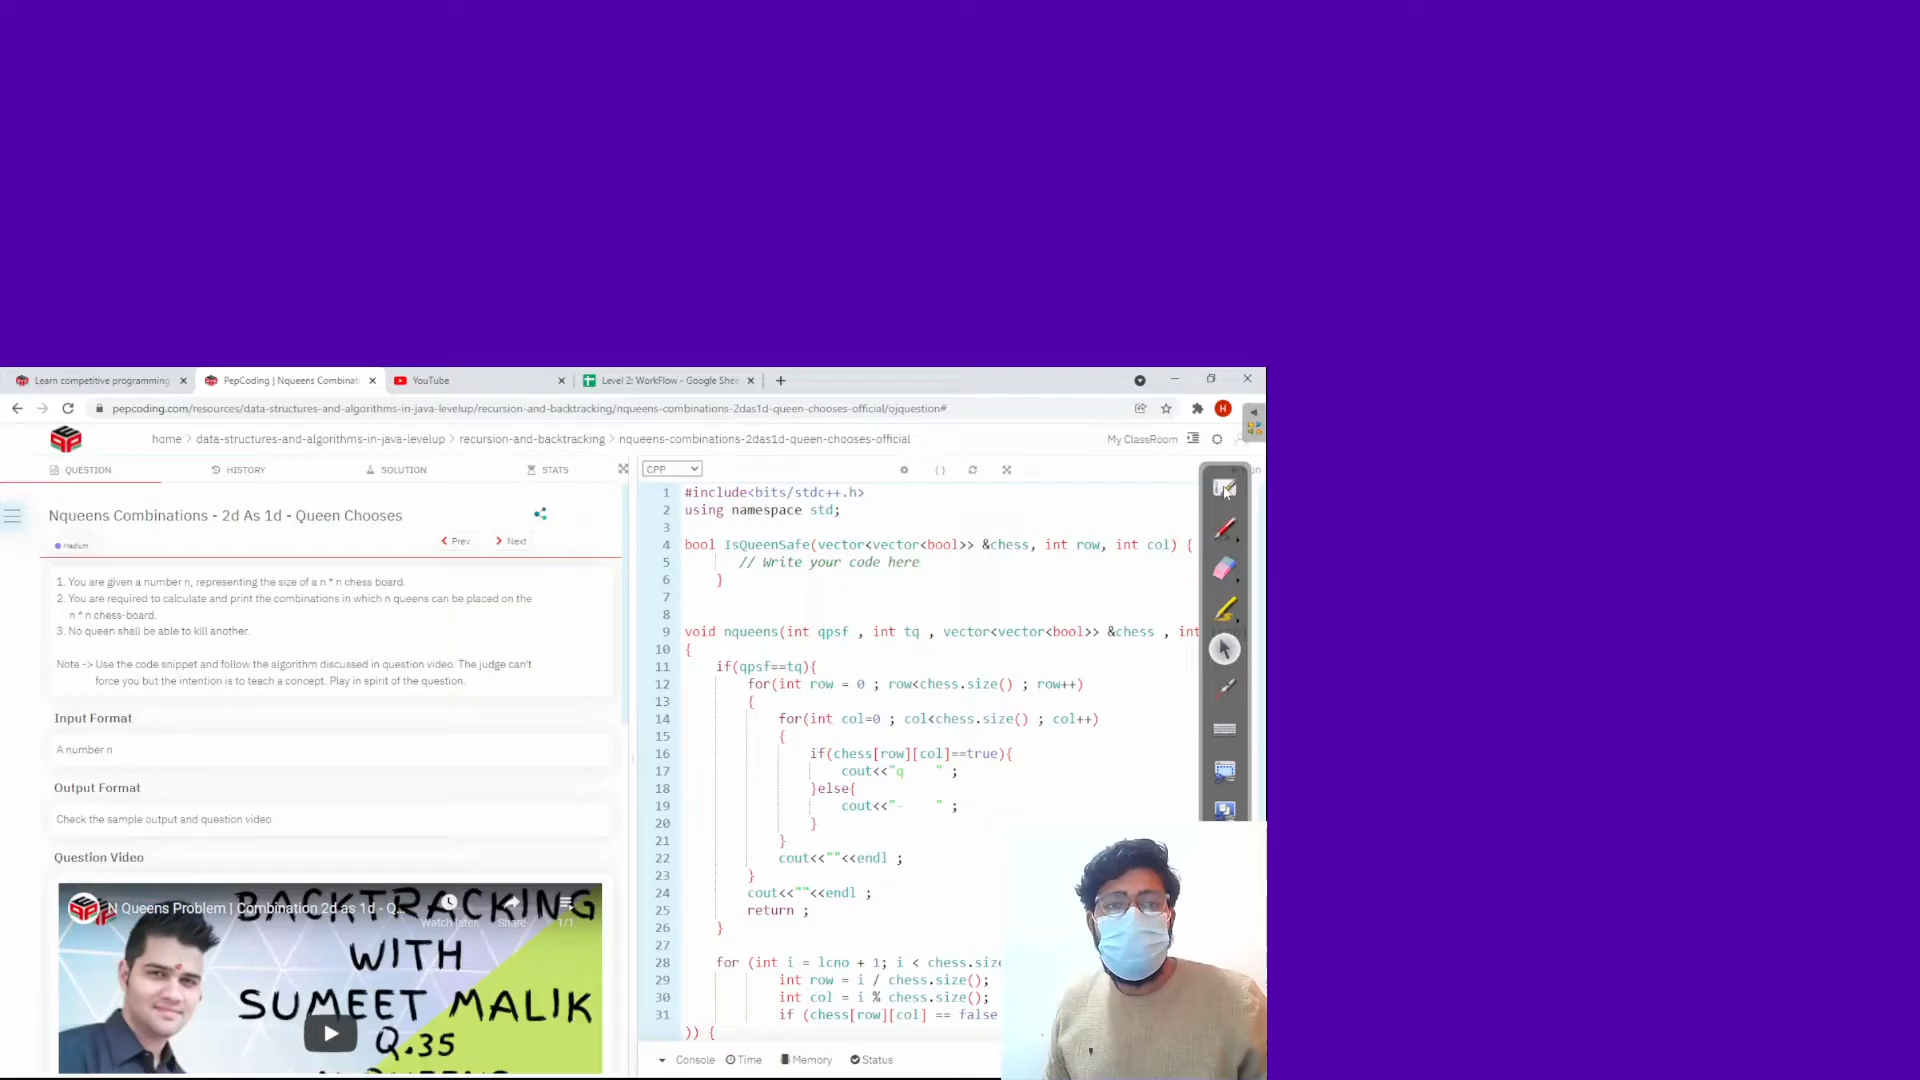 Learn competitive programming
PepCoding | Nqueens Combinat
YouTube
Level 2: WorkFlow - Google Shee
pepcoding.com/resources/data-structures-and-algorithms-in-java-levelup/recursion-and-backtracking/nqueens-combinations-2das1d-queen-chooses-official/ojquestion#
H
home > data-structures-and-algorithms-in-java-levelup > recursion-and-backtracking > nqueens-combinations-2das1d-queen-chooses-official
My ClassRoom
QUESTION
HISTORY
SOLUTION
STATS
Nqueens Combinations - 2d As 1d - Queen Chooses
Medium
Prev
Next
1. You are given a number n, representing the size of a n * n chess board.
2. You are required to calculate and print the combinations in which n queens can be placed on the
n * n chess-board.
3. No queen shall be able to kill another.
Note -> Use the code snippet and follow the algorithm discussed in question video. The judge can't
force you but the intention is to teach a concept. Play in spirit of the question.
Input Format
A number n
Output Format
Check the sample output and question video
Question Video
N Queens Problem | Combination 2d as 1d - Q...
Watch later
Share
1/1
BACKTRACKING
WITH
SUMEET MALIK
Q.35
CPP
{ }
1 #include<bits/stdc++.h>
2 using namespace std;
3
4 bool IsQueenSafe(vector<vector<bool>> &chess, int row, int col) {
5 // Write your code here
6 }
7
8
9 void nqueens(int qpsf , int tq , vector<vector<bool>> &chess , int
10 {
11 if(qpsf==tq){
12 for(int row = 0 ; row<chess.size() ; row++)
13 {
14 for(int col=0 ; col<chess.size() ; col++)
15 {
16 if(chess[row][col]==true){
17 cout<<"q    " ;
18 }else{
19 cout<<"-    " ;
20 }
21 }
22 cout<<""<<endl ;
23 }
24 cout<<""<<endl ;
25 return ;
26 }
27
28 for (int i = lcno + 1; i < chess.size
29 int row = i / chess.size();
30 int col = i % chess.size();
31 if (chess[row][col] == false
)) {
Console
Time
Memory
Status